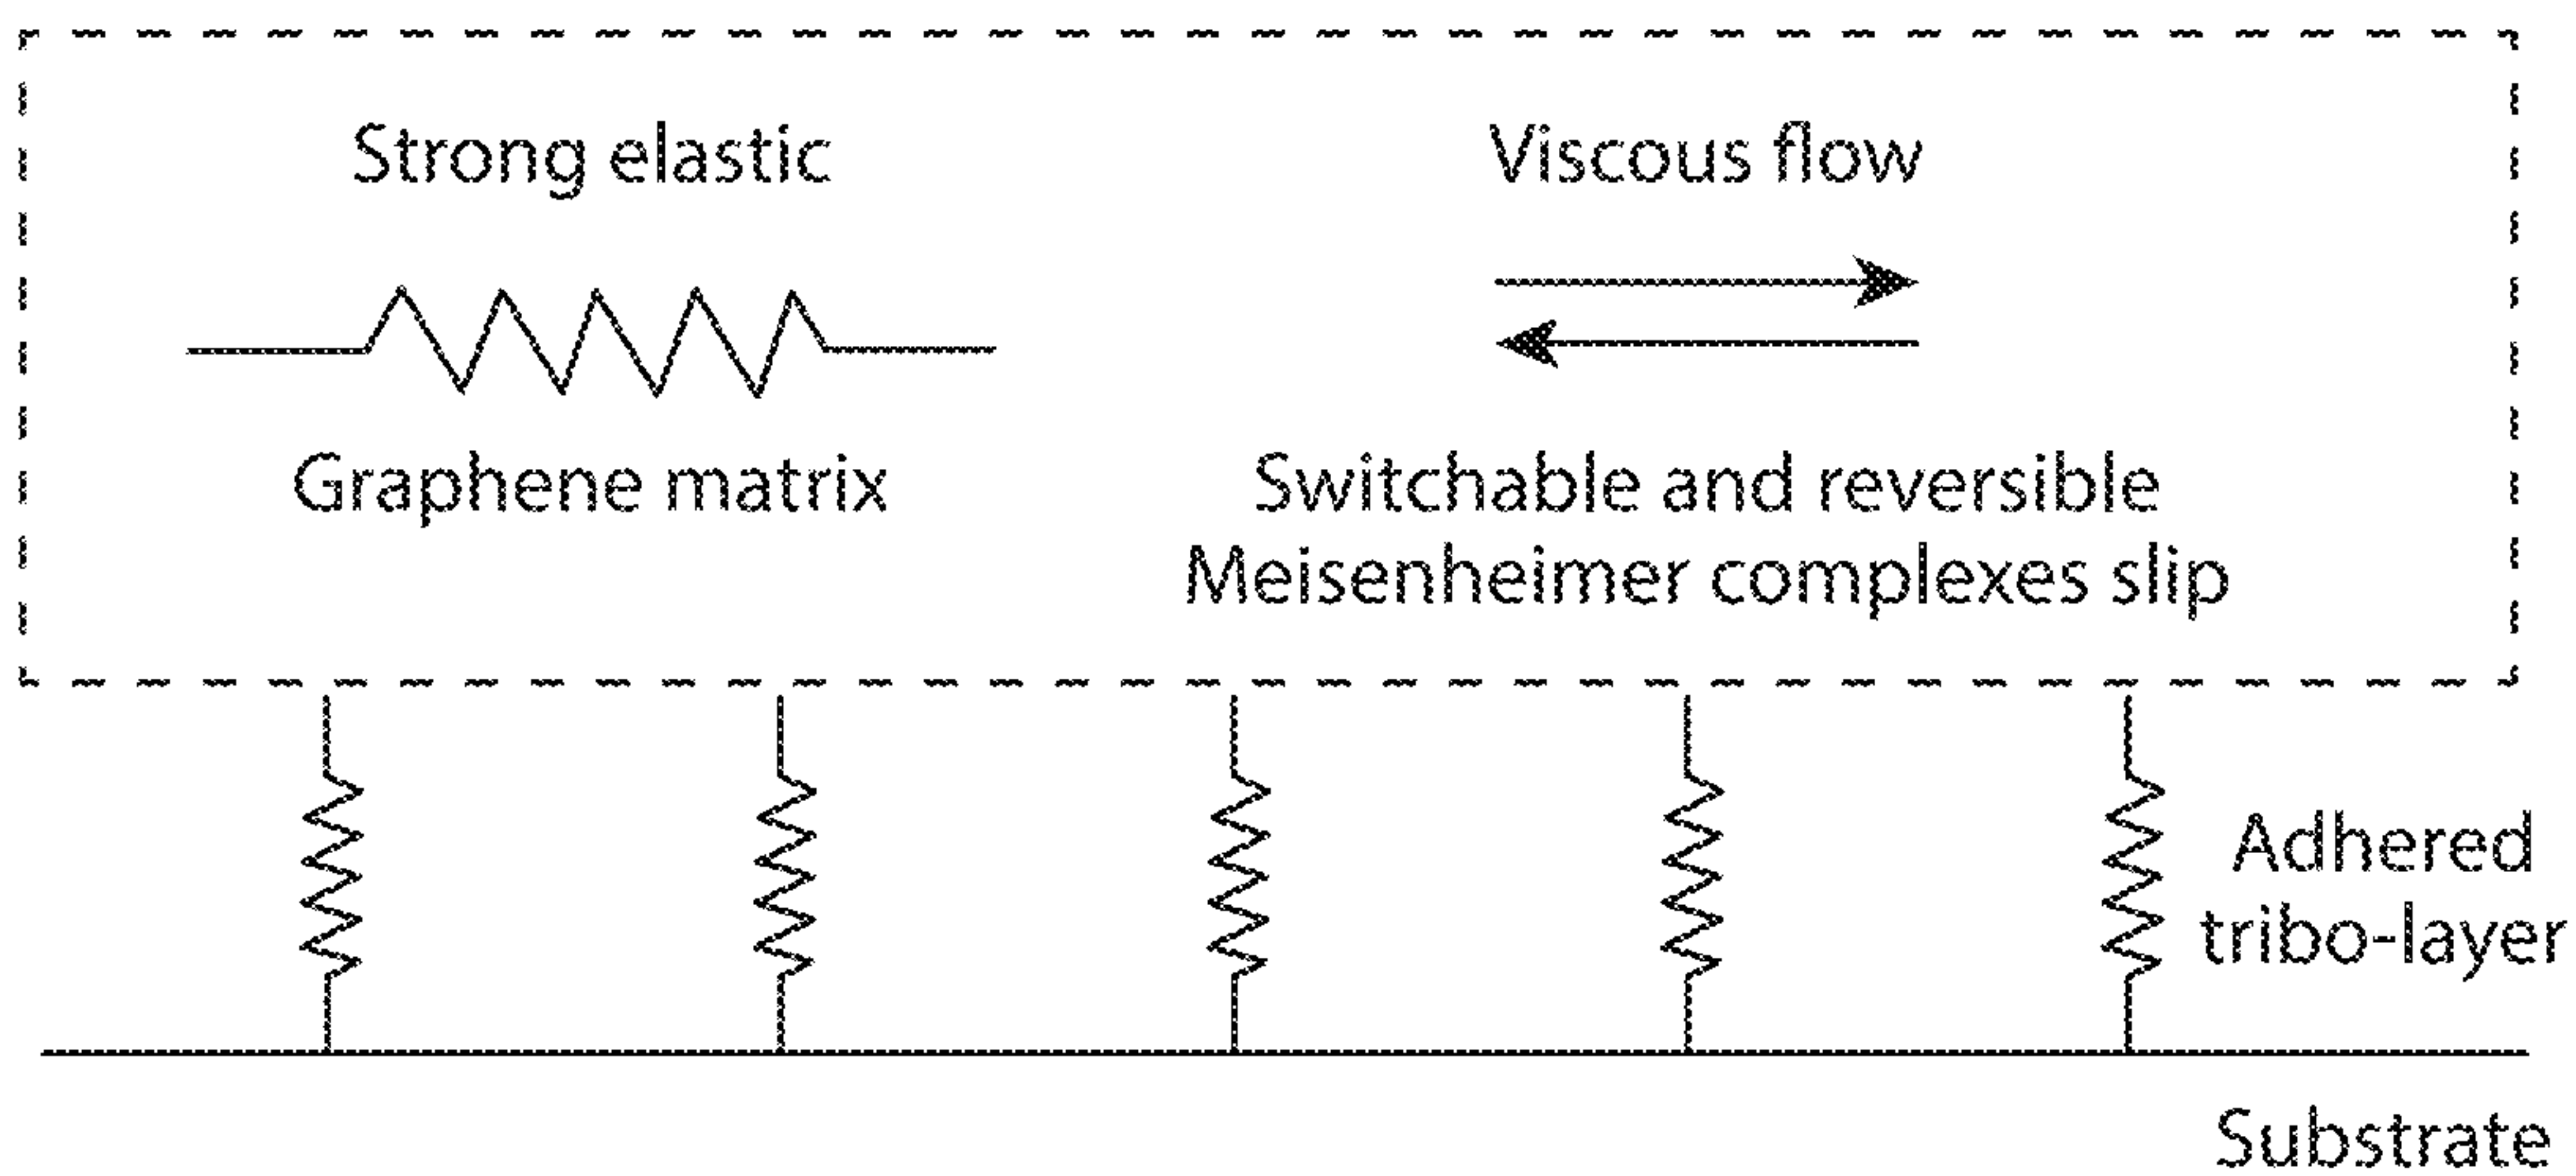 Strong elastic
Viscous flow
Graphene matrix
Switchable and reversible
Meisenheimer complexes slip
Adhered
tribo-layer
Substrate